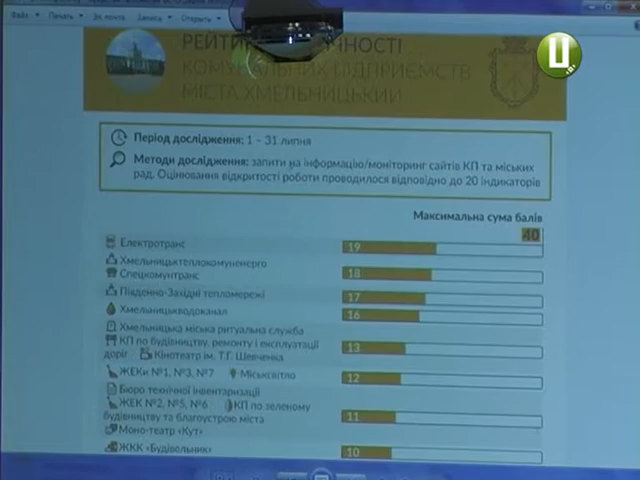 Файл Печать Эл. почта Запись Открыть
Ц
РЕЙТИНГ ПУБЛІЧНОСТІ
КОМУНАЛЬНИХ ПІДПРИЄМСТВ
МІСТА ХМЕЛЬНИЦЬКИЙ
Період дослідження: 1 – 31 липня
Методи дослідження: запити на інформацію/моніторинг сайтів КП та міських
рад. Оцінювання відкритості роботи проводилося відповідно до 20 індикаторів
Максимальна сума балів
40
Електротранс 19
Хмельницьктеплокомуненерго
Спецкомунтранс 18
Південно-Західні тепломережі 17
Хмельницькводоканал 16
Хмельницька міська ритуальна служба
КП по будівництву, ремонту і експлуатації 13
доріг Кінотеатр ім. Т.Г. Шевченка
ЖЕКи №1, №3, №7 Міськсвітло 12
Бюро технічної інвентаризації
ЖЕК №2, №5, №6 КП по зеленому
будівництву та благоустрою міста 11
Моно-театр «Кут»
ЖКК «Будівельник» 10